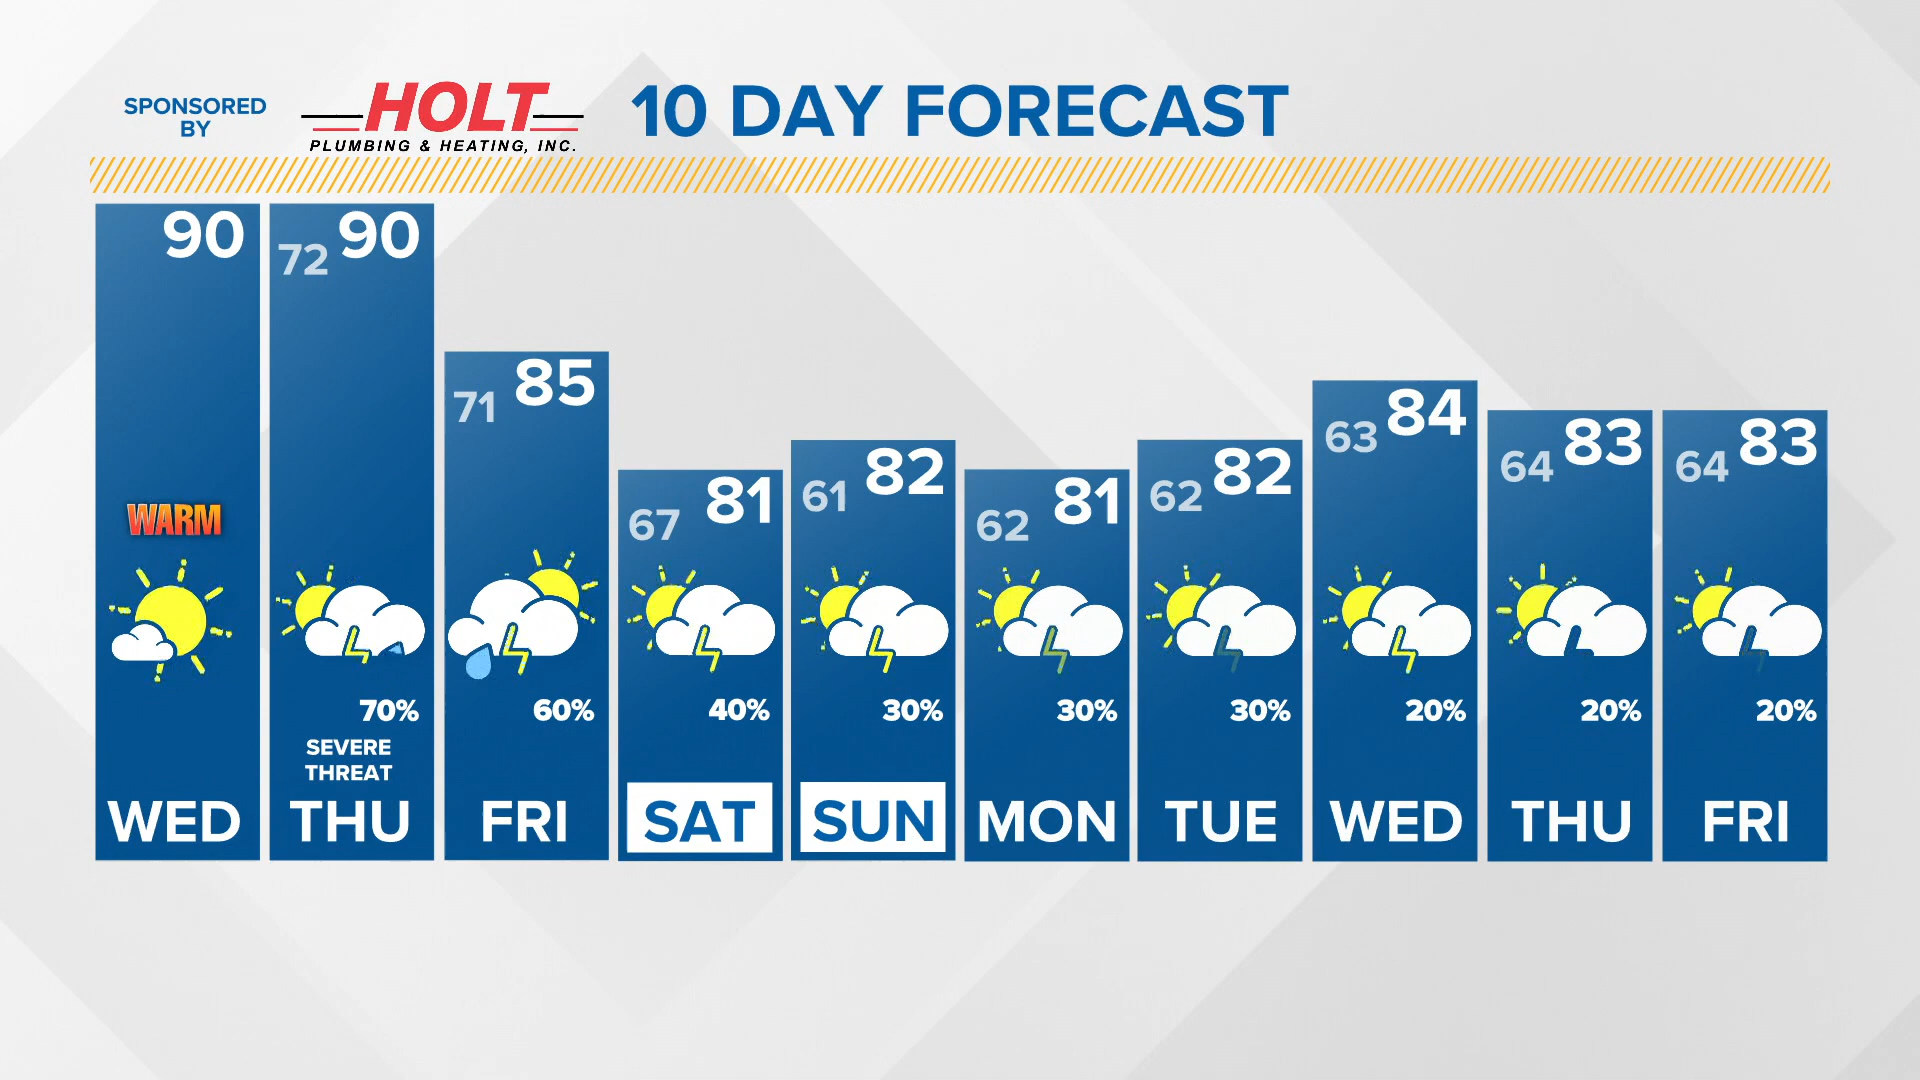 SPONSORED
BY
HOLT
PLUMBING & HEATING, INC.
10 DAY FORECAST
90
WARM
WED
72 90
70%
SEVERE
THREAT
THU
71 85
60%
FRI
67 81
40%
SAT
61 82
30%
SUN
62 81
30%
MON
62 82
30%
TUE
63 84
20%
WED
64 83
20%
THU
64 83
20%
FRI